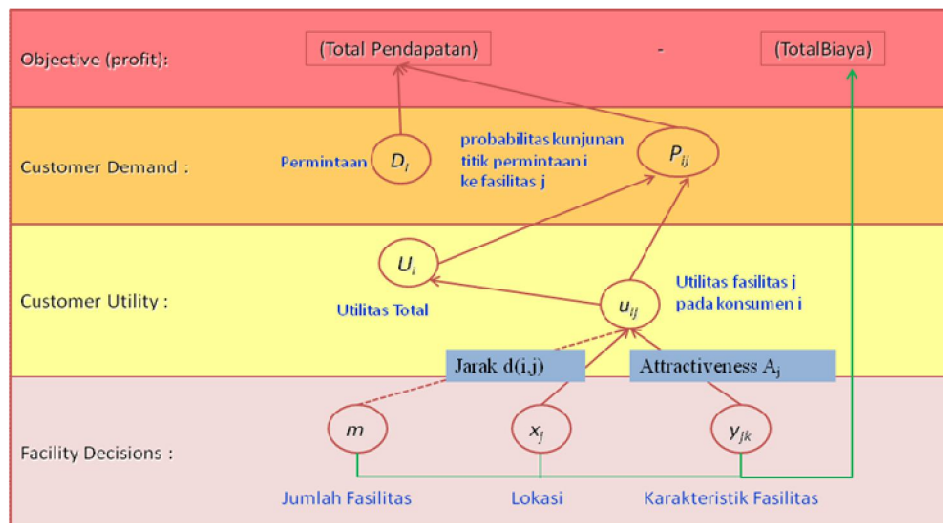 Objective (profit):
(Total Pendapatan)
-
(TotalBiaya)
Customer Demand :
Permintaan
Di
probabilitas kunjunan
titik permintaan i
ke fasilitas j
Pij
Customer Utility :
Ui
Utilitas Total
uij
Utilitas fasilitas j
pada konsumen i
Jarak d(i,j)
Attractiveness Aj
Facility Decisions :
m
xj
yjk
Jumlah Fasilitas
Lokasi
Karakteristik Fasilitas